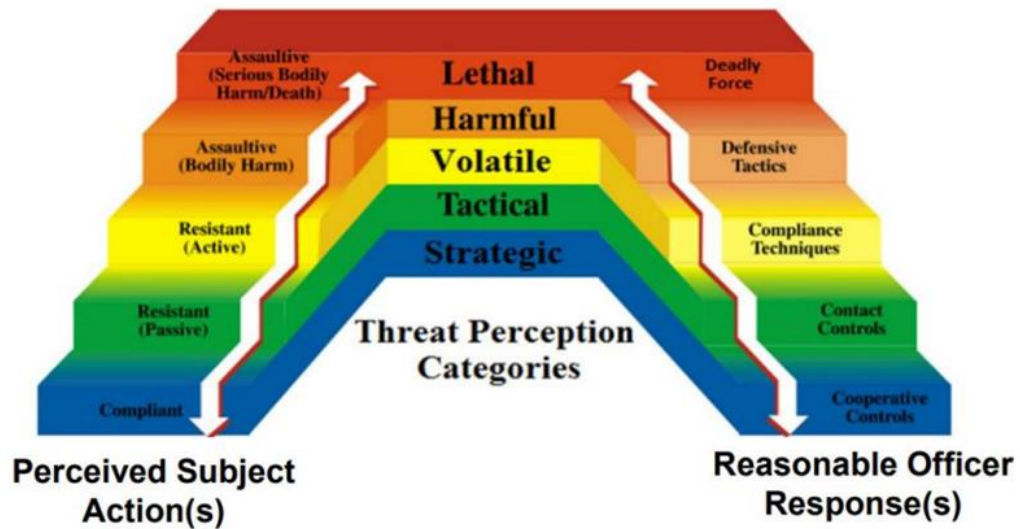 Assaultive
(Serious Bodily
Harm/Death)
Lethal
Deadly
Force
Harmful
Assaultive
(Bodily Harm)
Volatile
Defensive
Tactics
Tactical
Resistant
(Active)
Strategic
Compliance
Techniques
Resistant
(Passive)
Threat Perception
Categories
Contact
Controls
Compliant
Cooperative
Controls
Perceived Subject
Action(s)
Reasonable Officer
Response(s)